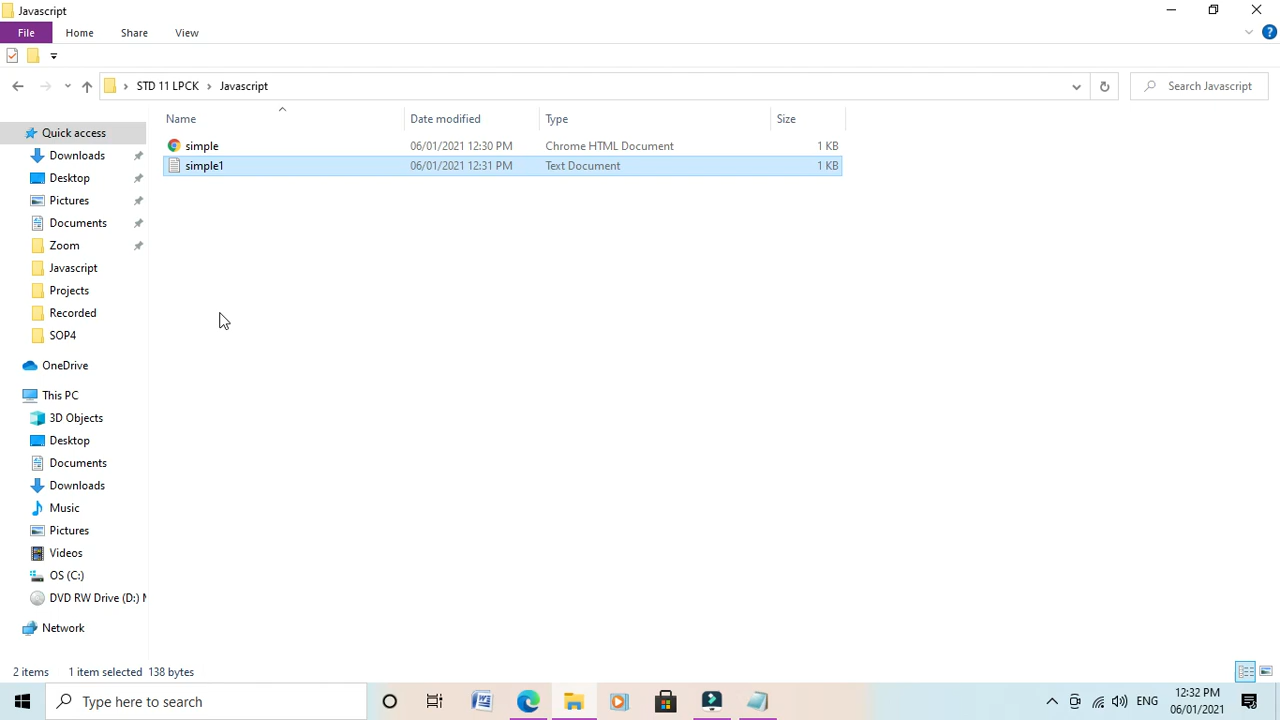 Javascript
File Home Share View
STD 11 LPCK Javascript Search Javascript
Name Date modified Type Size
simple 06/01/2021 12:30 PM Chrome HTML Document 1 KB
simple1 06/01/2021 12:31 PM Text Document 1 KB
Quick access
Downloads
Desktop
Pictures
Documents
Zoom
Javascript
Projects
Recorded
SOP4
OneDrive
This PC
3D Objects
Desktop
Documents
Downloads
Music
Pictures
Videos
OS (C:)
DVD RW Drive (D:)
Network
2 items 1 item selected 138 bytes
Type here to search
ENG
12:32 PM
06/01/2021